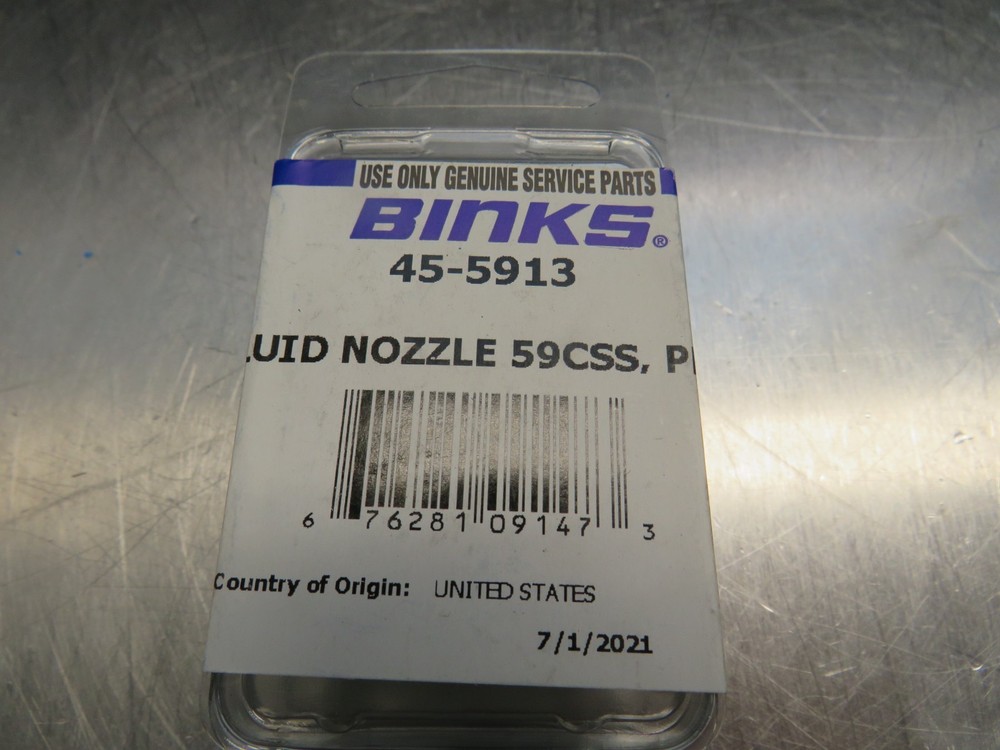 USE ONLY GENUINE SERVICE PARTS
BINKS®
45-5913
LUID NOZZLE 59CSS, P
6 76281 09147 3
Country of Origin: UNITED STATES
7/1/2021